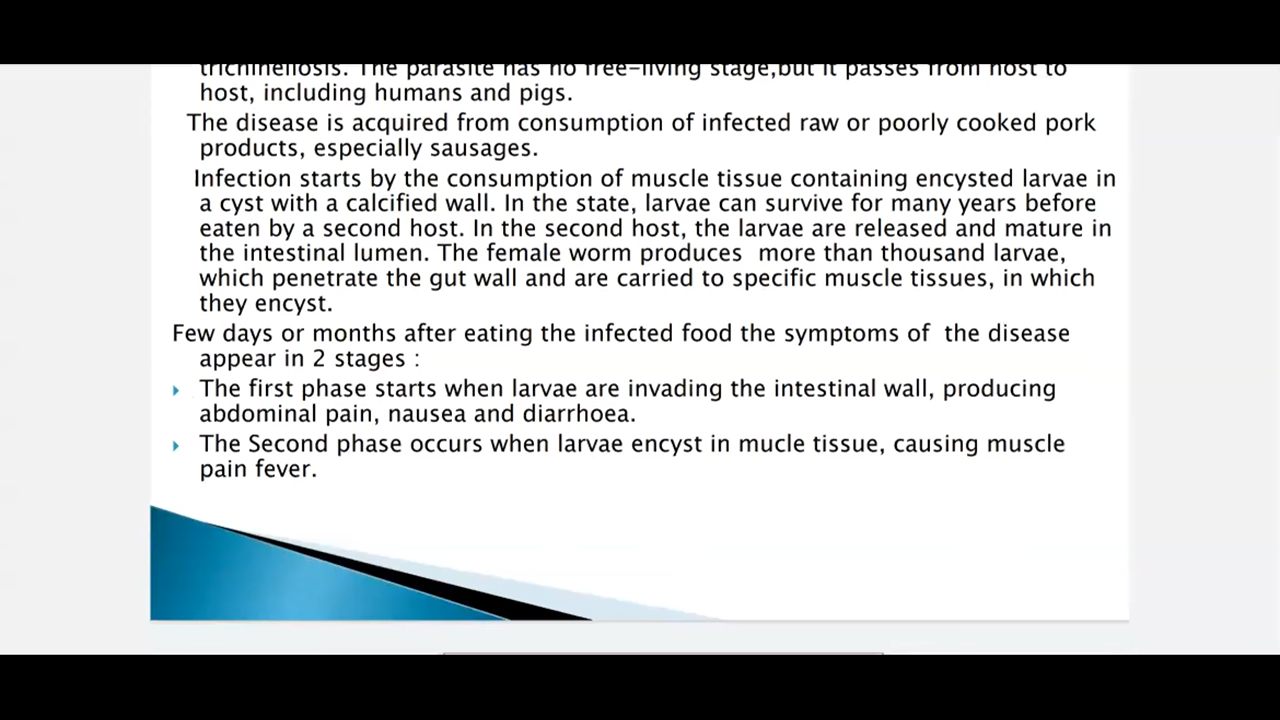 trichinellosis. The parasite has no free-living stage,but it passes from host to
host, including humans and pigs.
The disease is acquired from consumption of infected raw or poorly cooked pork
products, especially sausages.
Infection starts by the consumption of muscle tissue containing encysted larvae in
a cyst with a calcified wall. In the state, larvae can survive for many years before
eaten by a second host. In the second host, the larvae are released and mature in
the intestinal lumen. The female worm produces  more than thousand larvae,
which penetrate the gut wall and are carried to specific muscle tissues, in which
they encyst.
Few days or months after eating the infected food the symptoms of  the disease
appear in 2 stages :
The first phase starts when larvae are invading the intestinal wall, producing
abdominal pain, nausea and diarrhoea.
The Second phase occurs when larvae encyst in mucle tissue, causing muscle
pain fever.